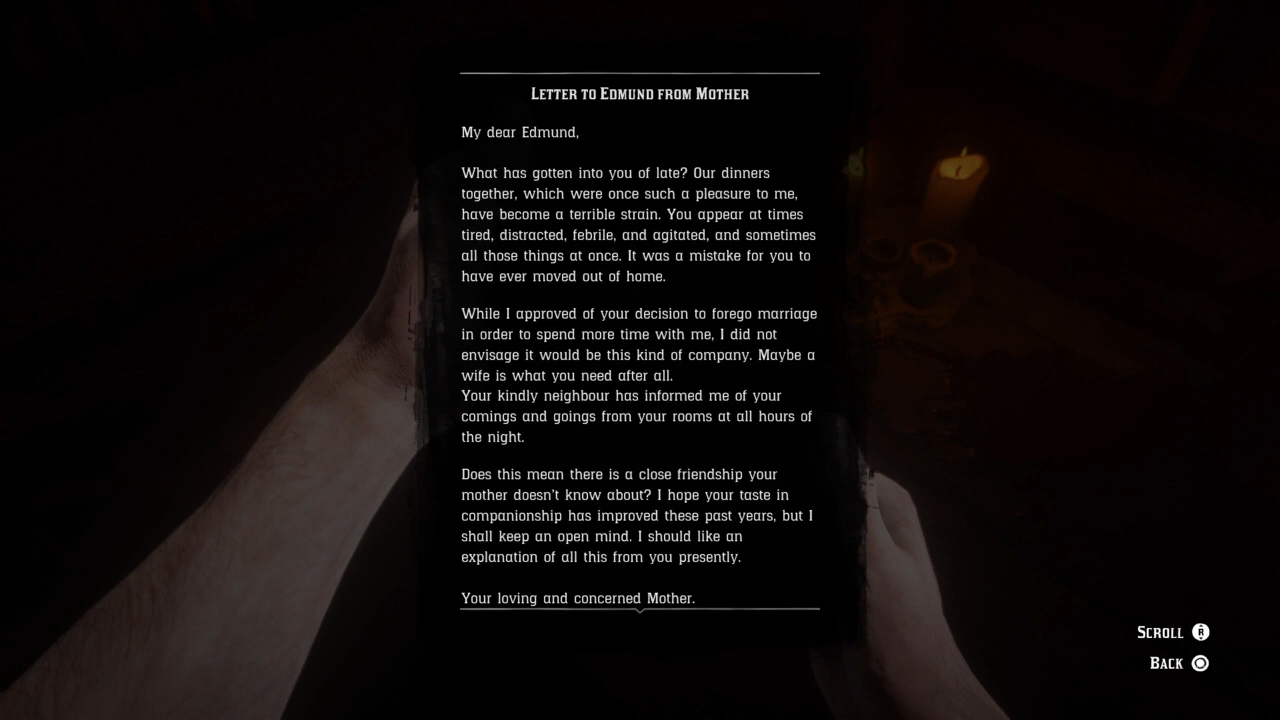 Letter to Edmund from Mother
My dear Edmund,
What has gotten into you of late? Our dinners
together, which were once such a pleasure to me,
have become a terrible strain. You appear at times
tired, distracted, febrile, and agitated, and sometimes
all those things at once. It was a mistake for you to
have ever moved out of home.
While I approved of your decision to forego marriage
in order to spend more time with me, I did not
envisage it would be this kind of company. Maybe a
wife is what you need after all.
Your kindly neighbour has informed me of your
comings and goings from your rooms at all hours of
the night.
Does this mean there is a close friendship your
mother doesn't know about? I hope your taste in
companionship has improved these past years, but I
shall keep an open mind. I should like an
explanation of all this from you presently.
Your loving and concerned Mother.
Scroll R
Back